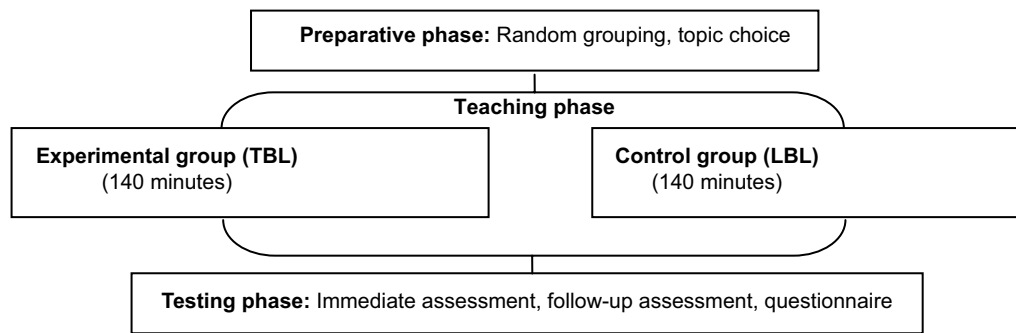 Preparative phase: Random grouping, topic choice
Teaching phase
Experimental group (TBL)
(140 minutes)
Control group (LBL)
(140 minutes)
Testing phase: Immediate assessment, follow-up assessment, questionnaire